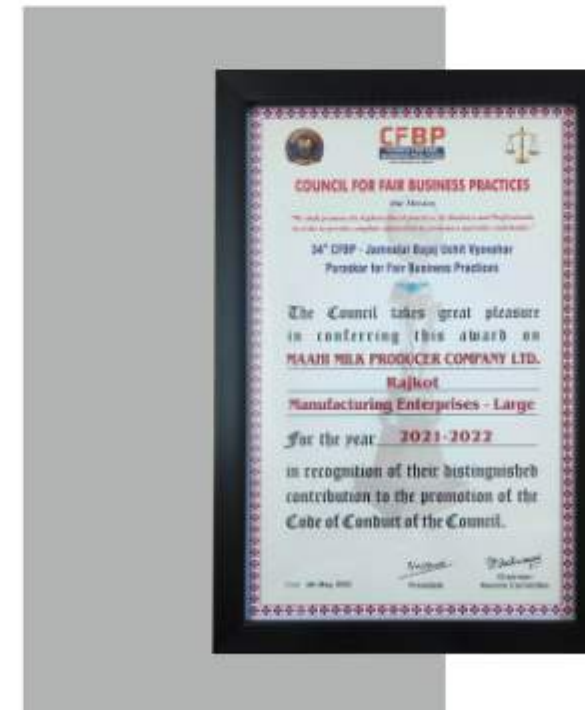 CFBP
COUNCIL FOR FAIR BUSINESS PRACTICES
Our Mission
34th CFBP - Jamnalal Bajaj Uchit Vyavahar
Puraskar for Fair Business Practices
The Council takes great pleasure
in conferring this award on
MAAHI MILK PRODUCER COMPANY LTD.
Rajkot
Manufacturing Enterprises - Large
For the year 2021-2022
in recognition of their distinguished
contribution to the promotion of the
Code of Conduct of the Council.
President